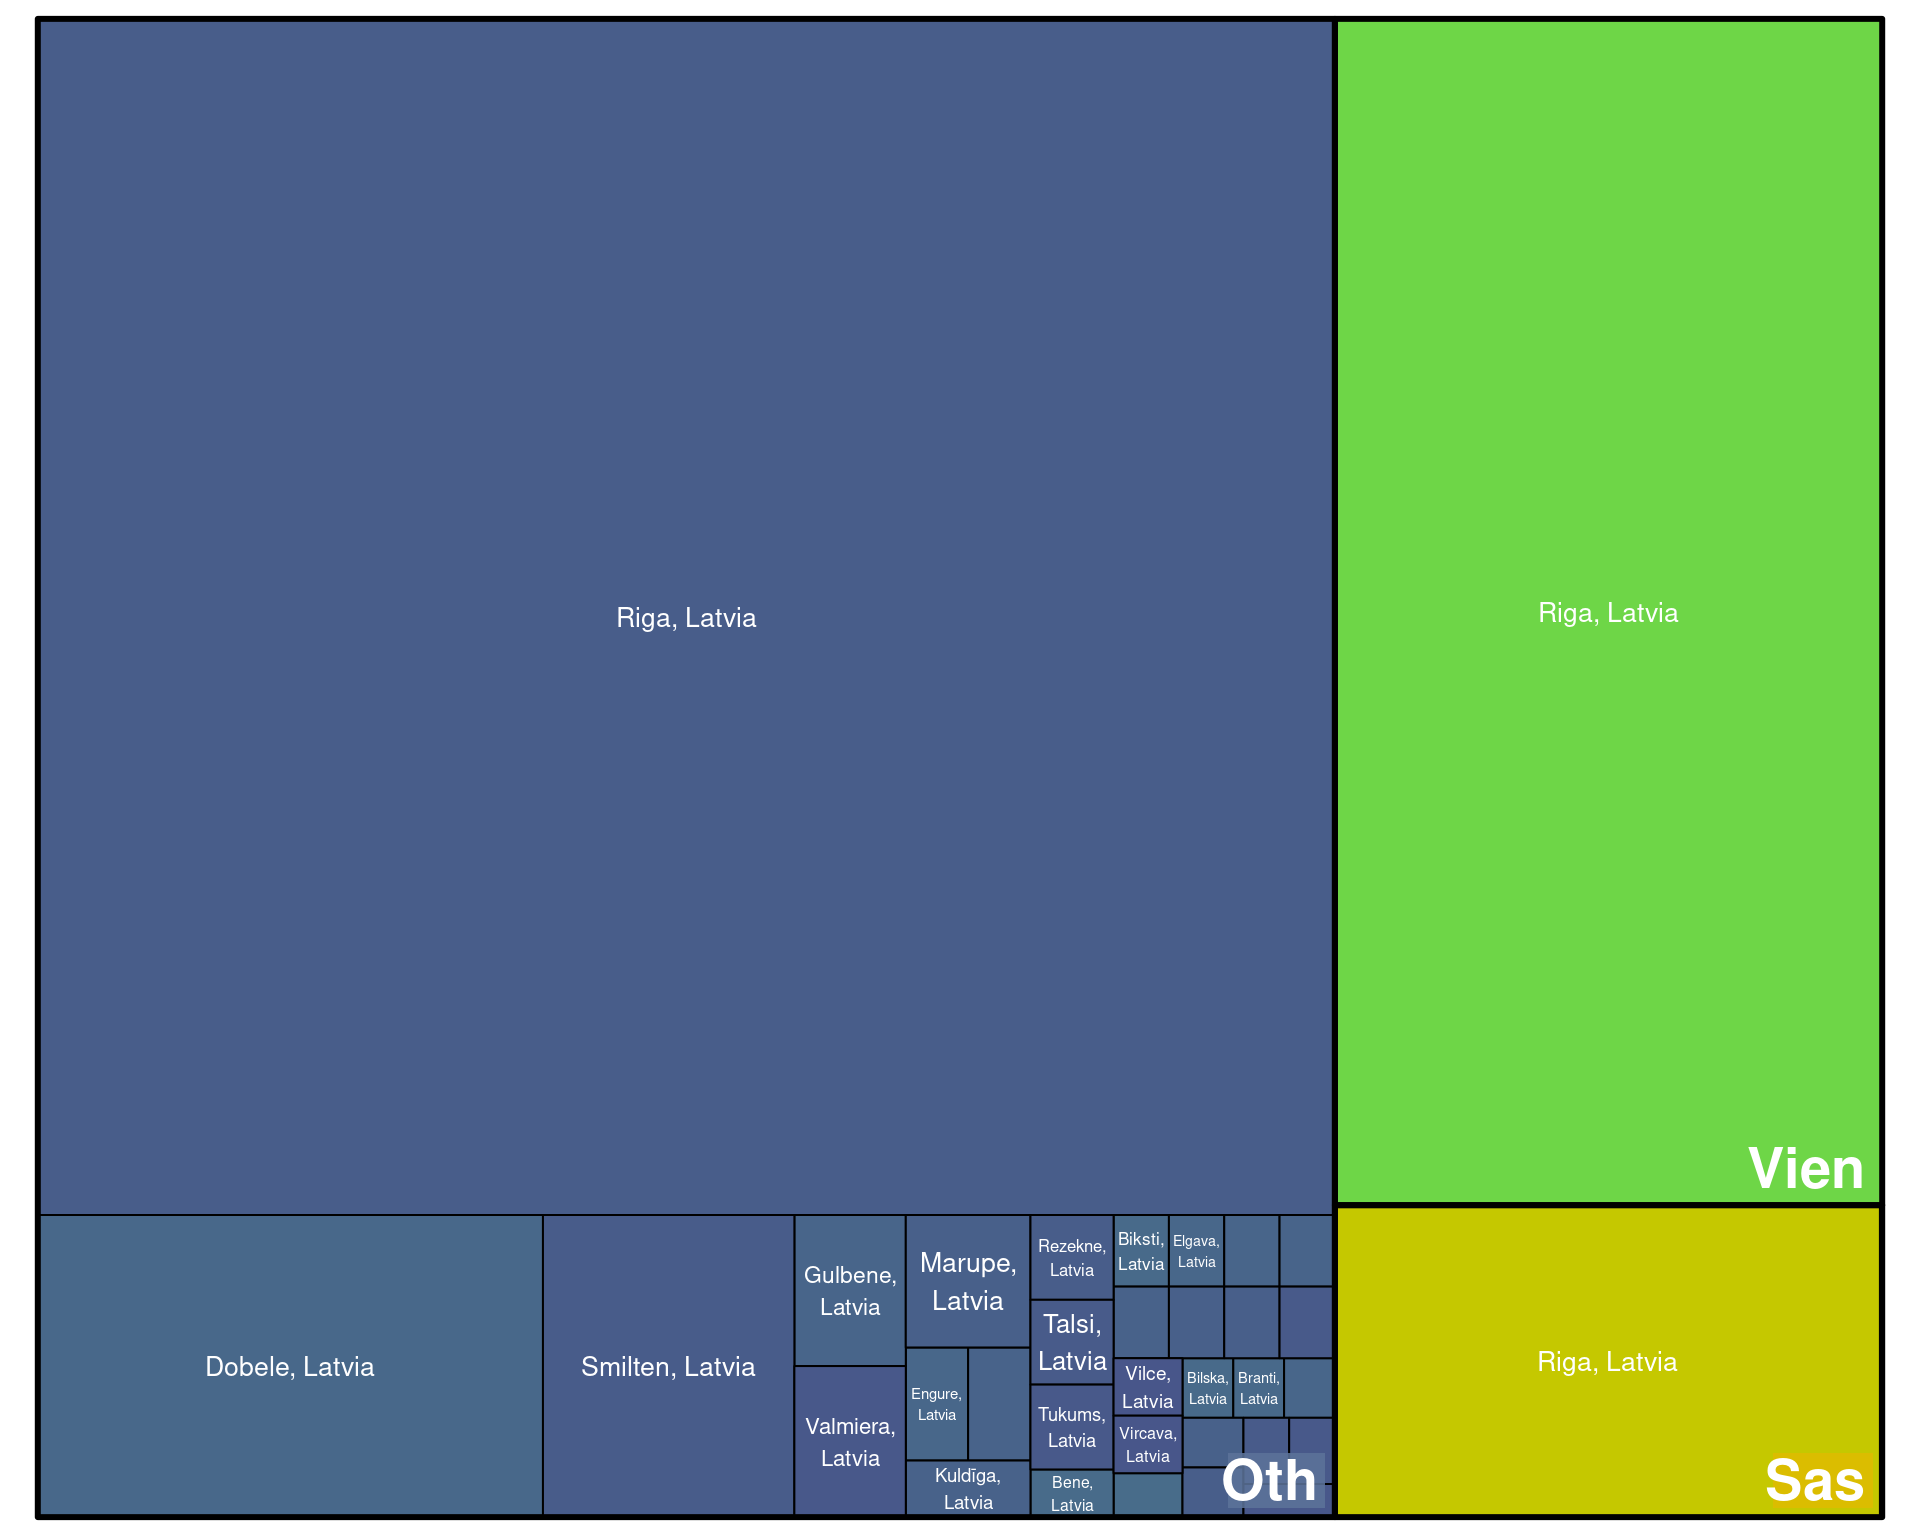 Riga, Latvia
Riga, Latvia
Vien
Dobele, Latvia
Smilten, Latvia
Gulbene,
Latvia
Valmiera,
Latvia
Marupe,
Latvia
Engure,
Latvia
Kuldīga,
Latvia
Rezekne,
Latvia
Talsi,
Latvia
Tukums,
Latvia
Bene,
Latvia
Biksti,
Latvia
Elgava,
Latvia
Vilce,
Latvia
Bilska,
Latvia
Branti,
Latvia
Vircava,
Latvia
Oth
Riga, Latvia
Sas